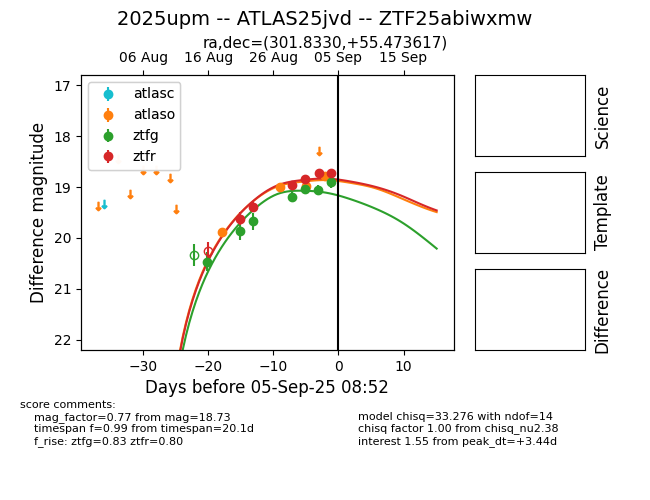 2025upm -- ATLAS25jvd -- ZTF25abiwxmw
ra,dec=(301.8330,+55.473617)
06 Aug 16 Aug 26 Aug 05 Sep 15 Sep
17
18
19
20
21
22
Difference magnitude
atlasc
atlaso
ztfg
ztfr
−30 −20 −10 0 10
Days before 05-Sep-25 08:52
Science
Template
Difference
score comments:
mag_factor=0.77 from mag=18.73
timespan f=0.99 from timespan=20.1d
f_rise: ztfg=0.83 ztfr=0.80
model chisq=33.276 with ndof=14
chisq factor 1.00 from chisq_nu2.38
interest 1.55 from peak_dt=+3.44d